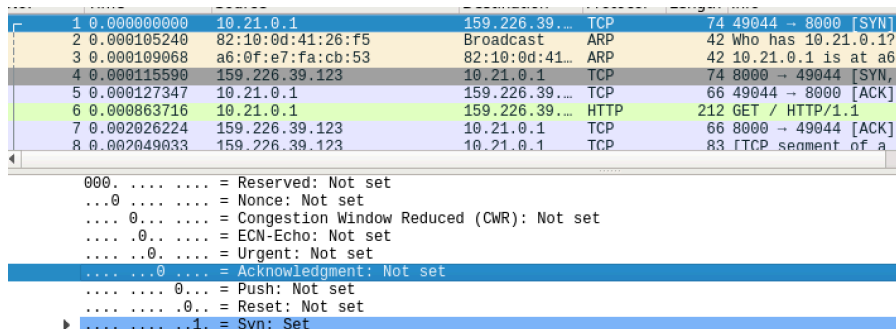 1 0.000000000 10.21.0.1 159.226.39.… TCP 74 49044 → 8000 [SYN]
2 0.000105240 82:10:0d:41:26:f5 Broadcast ARP 42 Who has 10.21.0.1?
3 0.000109068 a6:0f:e7:fa:cb:53 82:10:0d:41… ARP 42 10.21.0.1 is at a6
4 0.000115590 159.226.39.123 10.21.0.1 TCP 74 8000 → 49044 [SYN,
5 0.000127347 10.21.0.1 159.226.39.… TCP 66 49044 → 8000 [ACK]
6 0.000863716 10.21.0.1 159.226.39.… HTTP 212 GET / HTTP/1.1
7 0.002026224 159.226.39.123 10.21.0.1 TCP 66 8000 → 49044 [ACK]
8 0.002049033 159.226.39.123 10.21.0.1 TCP 83 [TCP segment of a
000. .... .... = Reserved: Not set
...0 .... .... = Nonce: Not set
.... 0... .... = Congestion Window Reduced (CWR): Not set
.... .0.. .... = ECN-Echo: Not set
.... ..0. .... = Urgent: Not set
.... ...0 .... = Acknowledgment: Not set
.... .... 0... = Push: Not set
.... .... .0.. = Reset: Not set
.... .... ..1. = Syn: Set